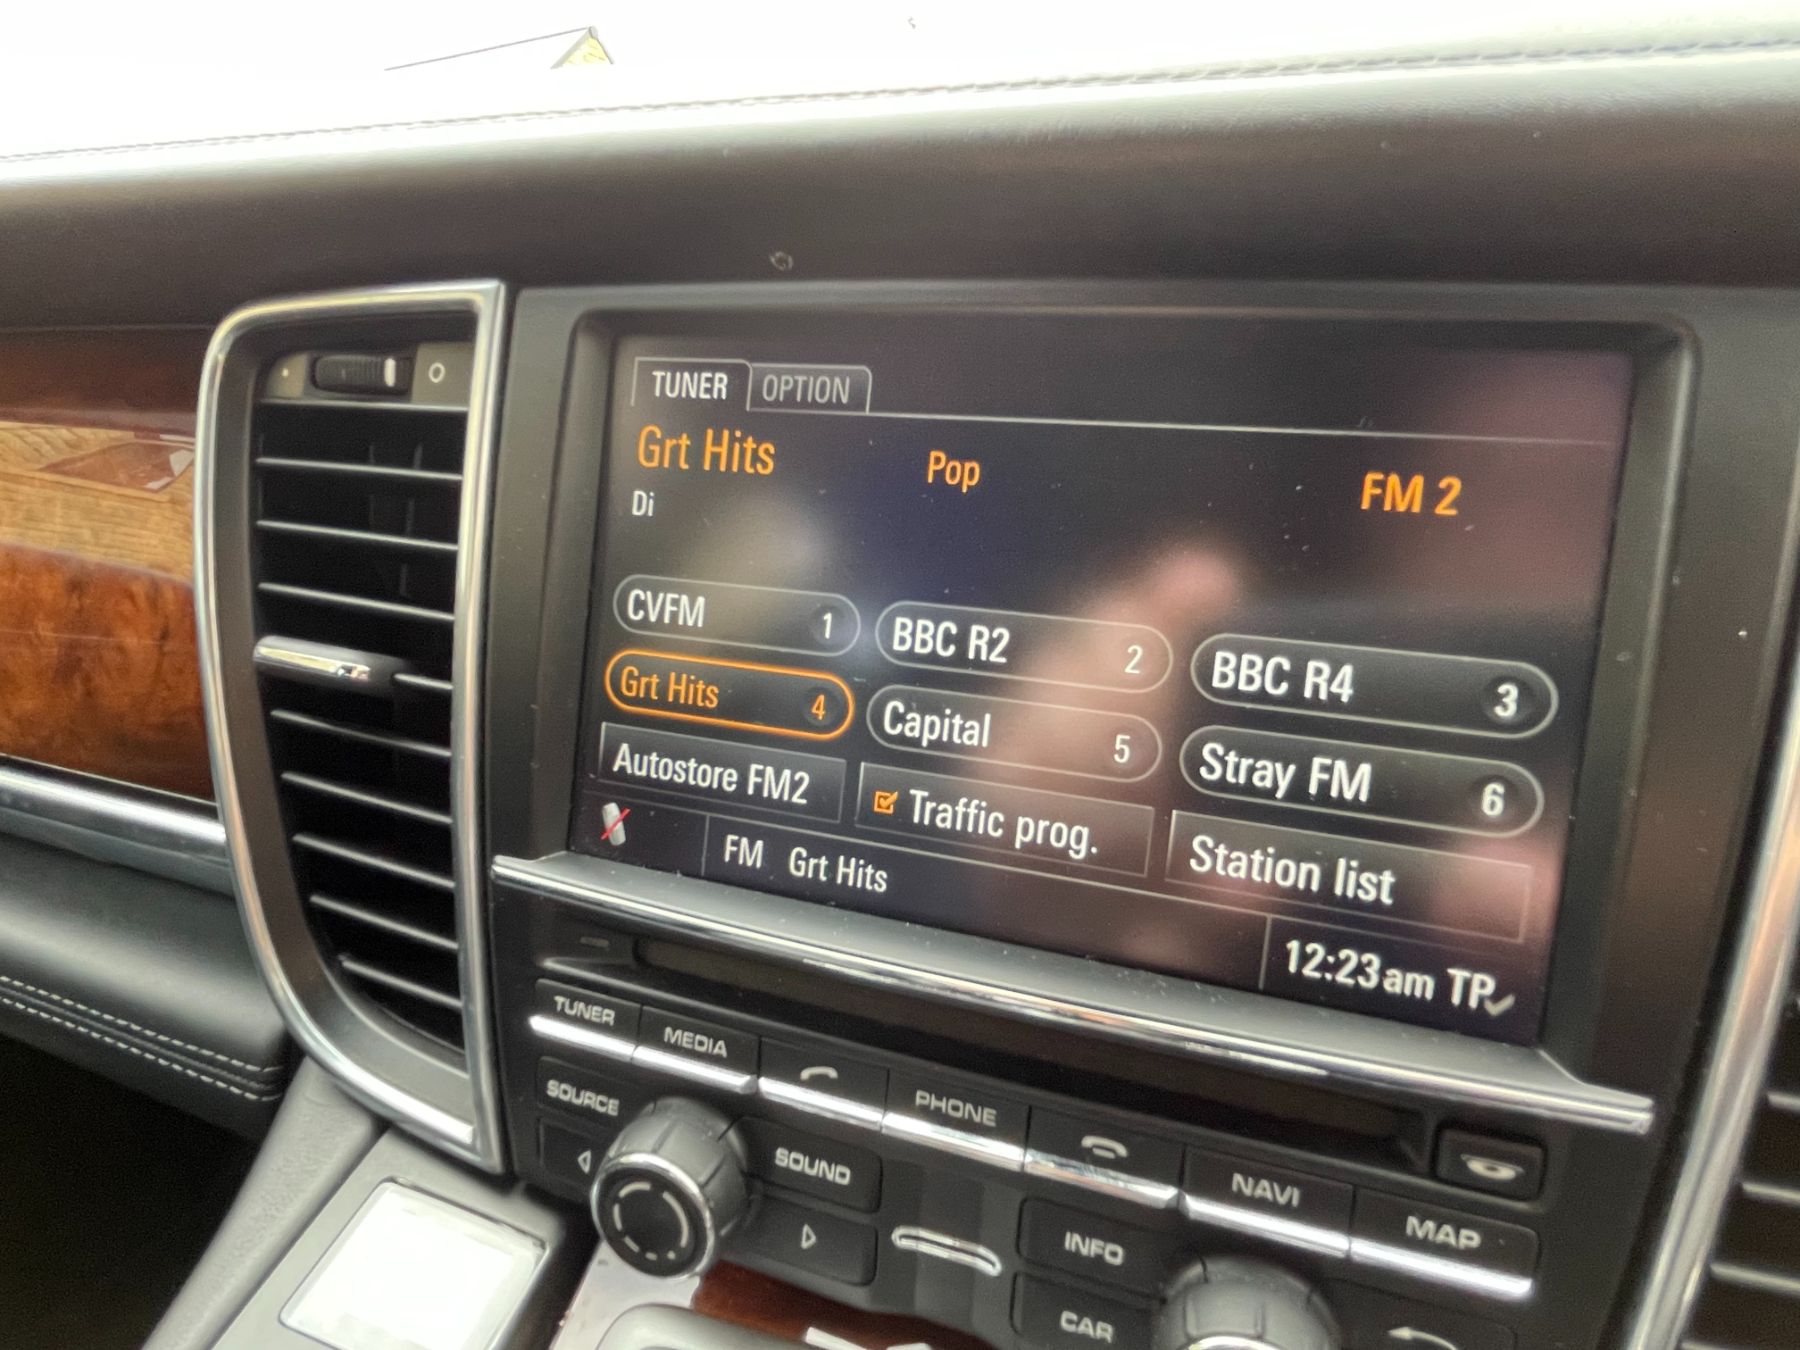 TUNER OPTION
Grt Hits Pop FM 2
Di
CVFM 1 BBC R2 2 BBC R4 3
Grt Hits 4 Capital 5 Stray FM 6
Autostore FM2 Traffic prog. Station list
FM Grt Hits 12:23am TP
TUNER MEDIA PHONE NAVI MAP
SOURCE SOUND INFO
CAR